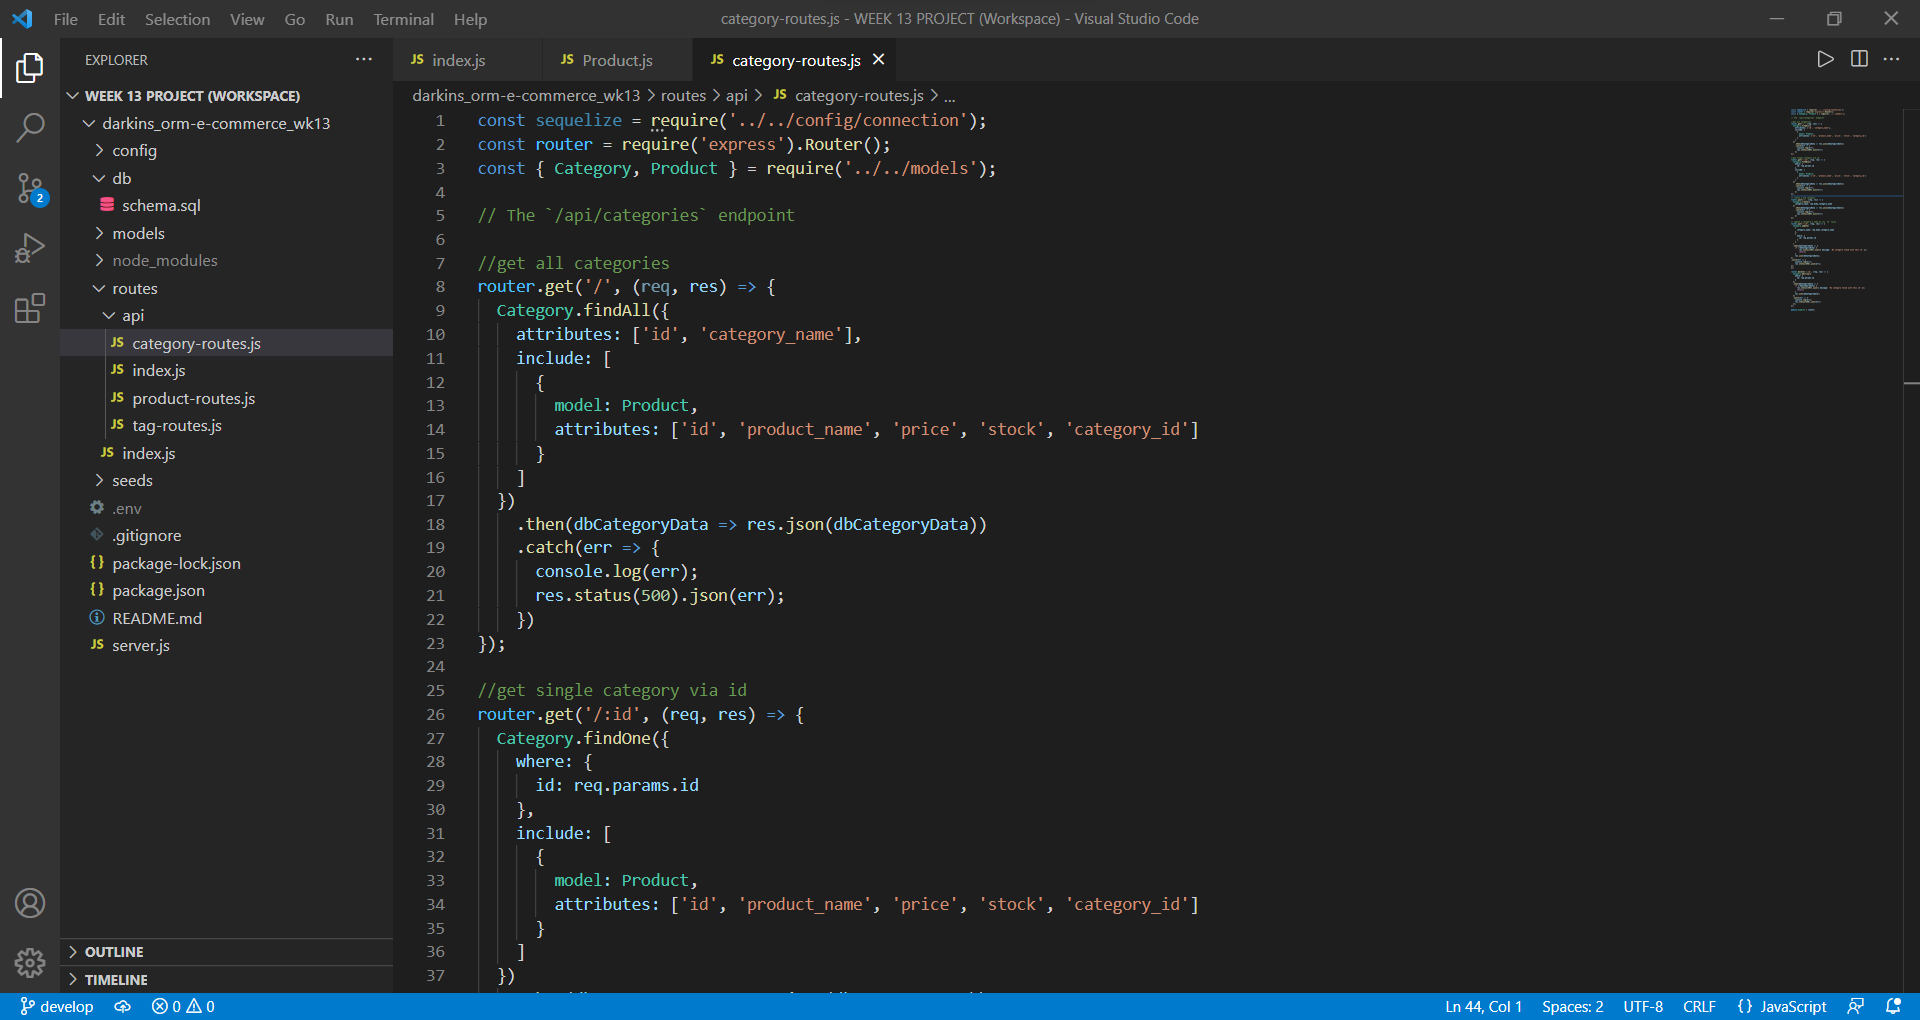 File Edit Selection View Go Run Terminal Help
category-routes.js - WEEK 13 PROJECT (Workspace) - Visual Studio Code
EXPLORER
WEEK 13 PROJECT (WORKSPACE)
darkins_orm-e-commerce_wk13
config
db
schema.sql
models
node_modules
routes
api
JS category-routes.js
JS index.js
JS product-routes.js
JS tag-routes.js
JS index.js
seeds
.env
.gitignore
{} package-lock.json
{} package.json
README.md
JS server.js
OUTLINE
TIMELINE
2
JS index.js
JS Product.js
JS category-routes.js
darkins_orm-e-commerce_wk13 > routes > api > JS category-routes.js > ...
1 const sequelize = require('../../config/connection');
2 const router = require('express').Router();
3 const { Category, Product } = require('../../models');
4
5 // The `/api/categories` endpoint
6
7 //get all categories
8 router.get('/', (req, res) => {
9 Category.findAll({
10 attributes: ['id', 'category_name'],
11 include: [
12 {
13 model: Product,
14 attributes: ['id', 'product_name', 'price', 'stock', 'category_id']
15 }
16 ]
17 })
18 .then(dbCategoryData => res.json(dbCategoryData))
19 .catch(err => {
20 console.log(err);
21 res.status(500).json(err);
22 })
23 });
24
25 //get single category via id
26 router.get('/:id', (req, res) => {
27 Category.findOne({
28 where: {
29 id: req.params.id
30 },
31 include: [
32 {
33 model: Product,
34 attributes: ['id', 'product_name', 'price', 'stock', 'category_id']
35 }
36 ]
37 })
develop 0 0
Ln 44, Col 1 Spaces: 2 UTF-8 CRLF {} JavaScript